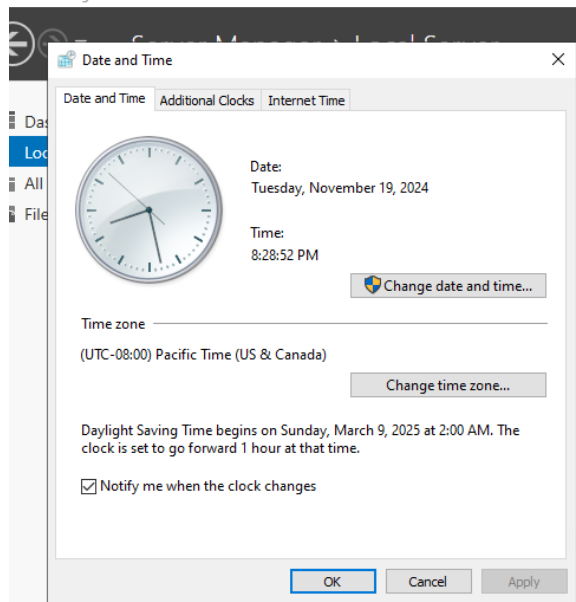 Date and Time
Date and Time Additional Clocks Internet Time
Date:
Tuesday, November 19, 2024
Time:
8:28:52 PM
Change date and time...
Time zone
(UTC-08:00) Pacific Time (US & Canada)
Change time zone...
Daylight Saving Time begins on Sunday, March 9, 2025 at 2:00 AM. The
clock is set to go forward 1 hour at that time.
Notify me when the clock changes
OK Cancel Apply
All
File